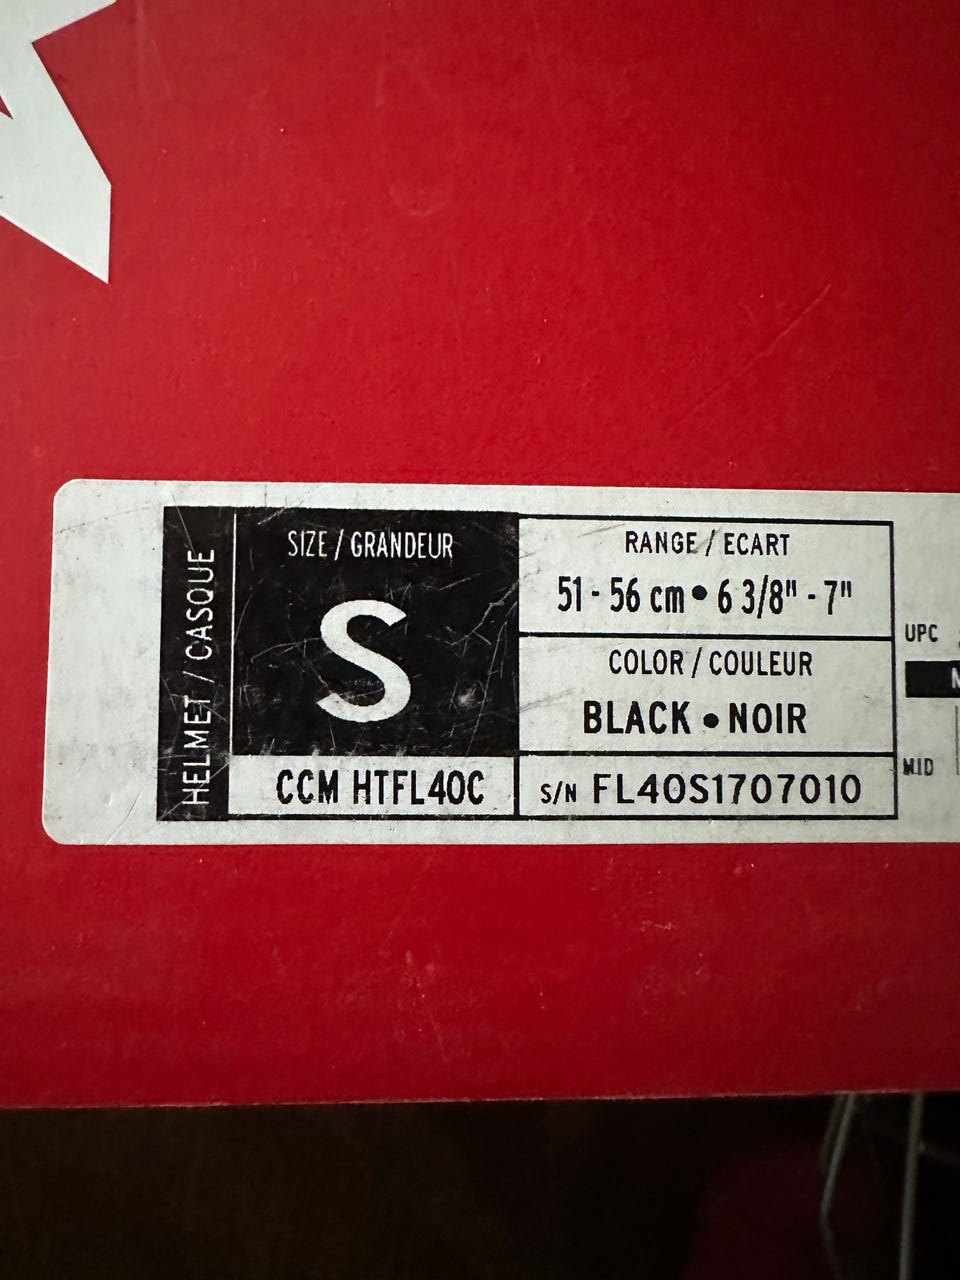 HELMET / CASQUE
SIZE / GRANDEUR
S
CCM HTFL40C
RANGE / ECART
51 - 56 cm • 6 3/8" - 7"
COLOR / COULEUR
BLACK • NOIR
S/N FL40S1707010
UPC
MID